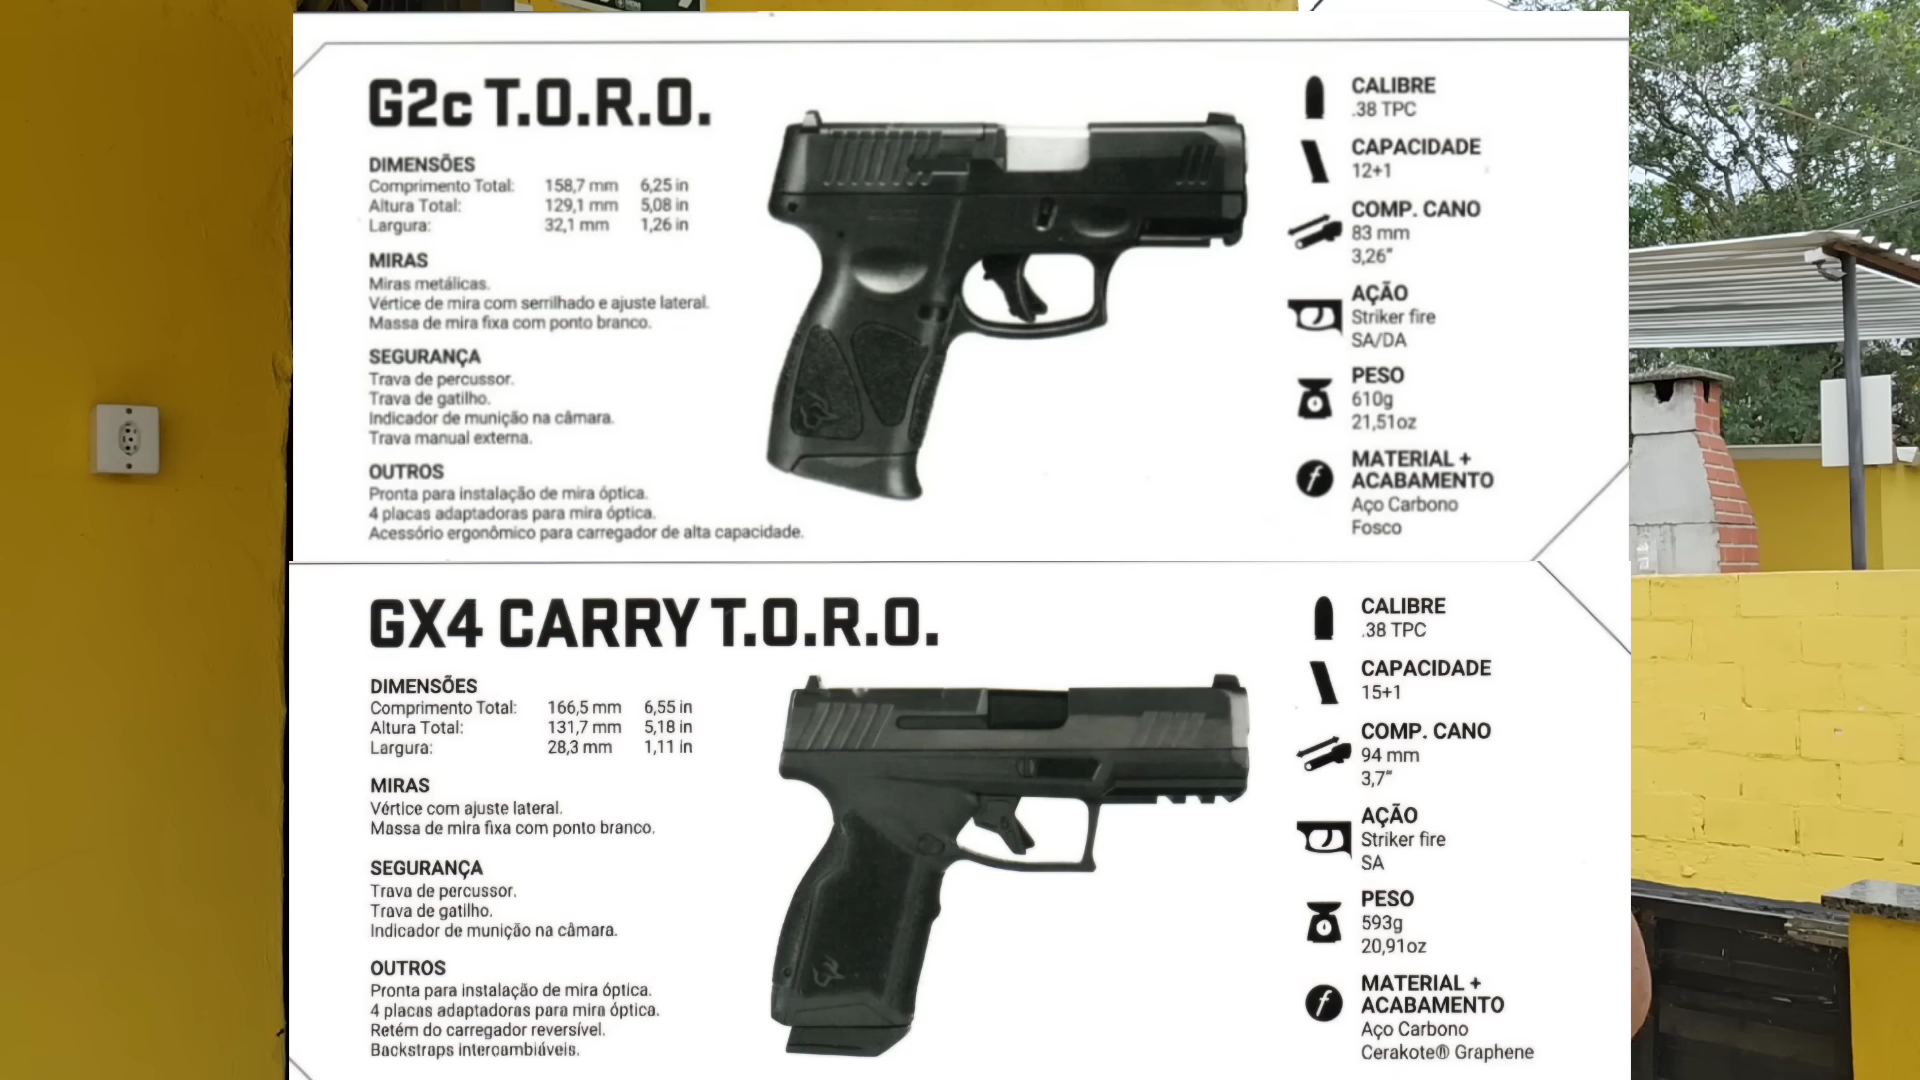 G2c T.O.R.O.
DIMENSÕES
Comprimento Total: 158,7 mm 6,25 in
Altura Total: 129,1 mm 5,08 in
Largura: 32,1 mm 1,26 in
MIRAS
Miras metálicas.
Vértice de mira com serrilhado e ajuste lateral.
Massa de mira fixa com ponto branco.
SEGURANÇA
Trava de percussor.
Trava de gatilho.
Indicador de munição na câmara.
Trava manual externa.
OUTROS
Pronta para instalação de mira óptica.
4 placas adaptadoras para mira óptica.
Acessório ergonômico para carregador de alta capacidade.
CALIBRE
.38 TPC
CAPACIDADE
12+1
COMP. CANO
83 mm
3,26”
AÇÃO
Striker fire
SA/DA
PESO
610g
21,51oz
MATERIAL +
ACABAMENTO
Aço Carbono
Fosco
GX4 CARRY T.O.R.O.
DIMENSÕES
Comprimento Total: 166,5 mm 6,55 in
Altura Total: 131,7 mm 5,18 in
Largura: 28,3 mm 1,11 in
MIRAS
Vértice com ajuste lateral.
Massa de mira fixa com ponto branco.
SEGURANÇA
Trava de percussor.
Trava de gatilho.
Indicador de munição na câmara.
OUTROS
Pronta para instalação de mira óptica.
4 placas adaptadoras para mira óptica.
Retém do carregador reversível.
Backstraps intercambiáveis.
CALIBRE
.38 TPC
CAPACIDADE
15+1
COMP. CANO
94 mm
3,7”
AÇÃO
Striker fire
SA
PESO
593g
20,91oz
MATERIAL +
ACABAMENTO
Aço Carbono
Cerakote® Graphene